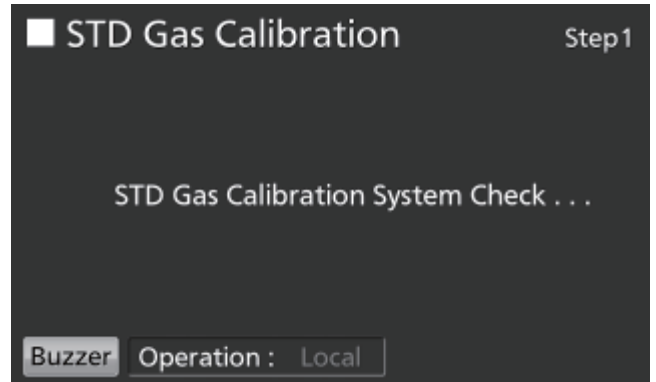 STD Gas Calibration
Step1
STD Gas Calibration System Check . . .
Buzzer
Operation : Local